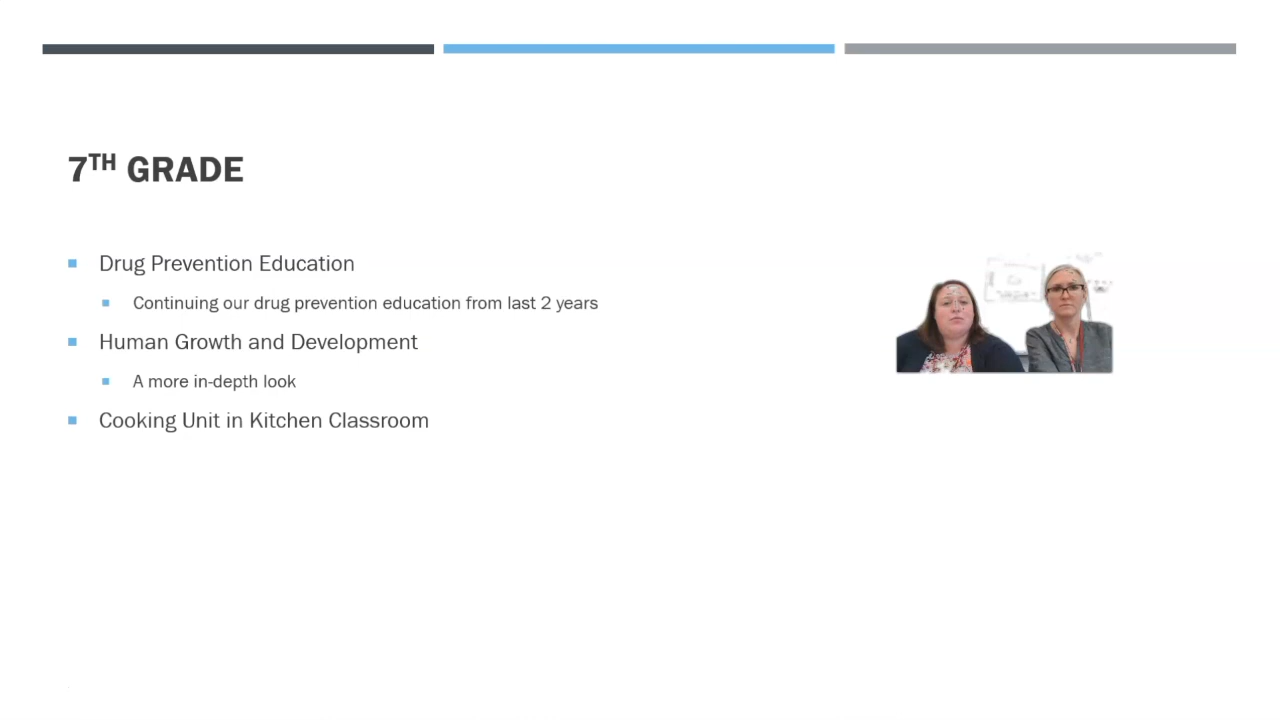 7TH GRADE
Drug Prevention Education
Continuing our drug prevention education from last 2 years
Human Growth and Development
A more in-depth look
Cooking Unit in Kitchen Classroom